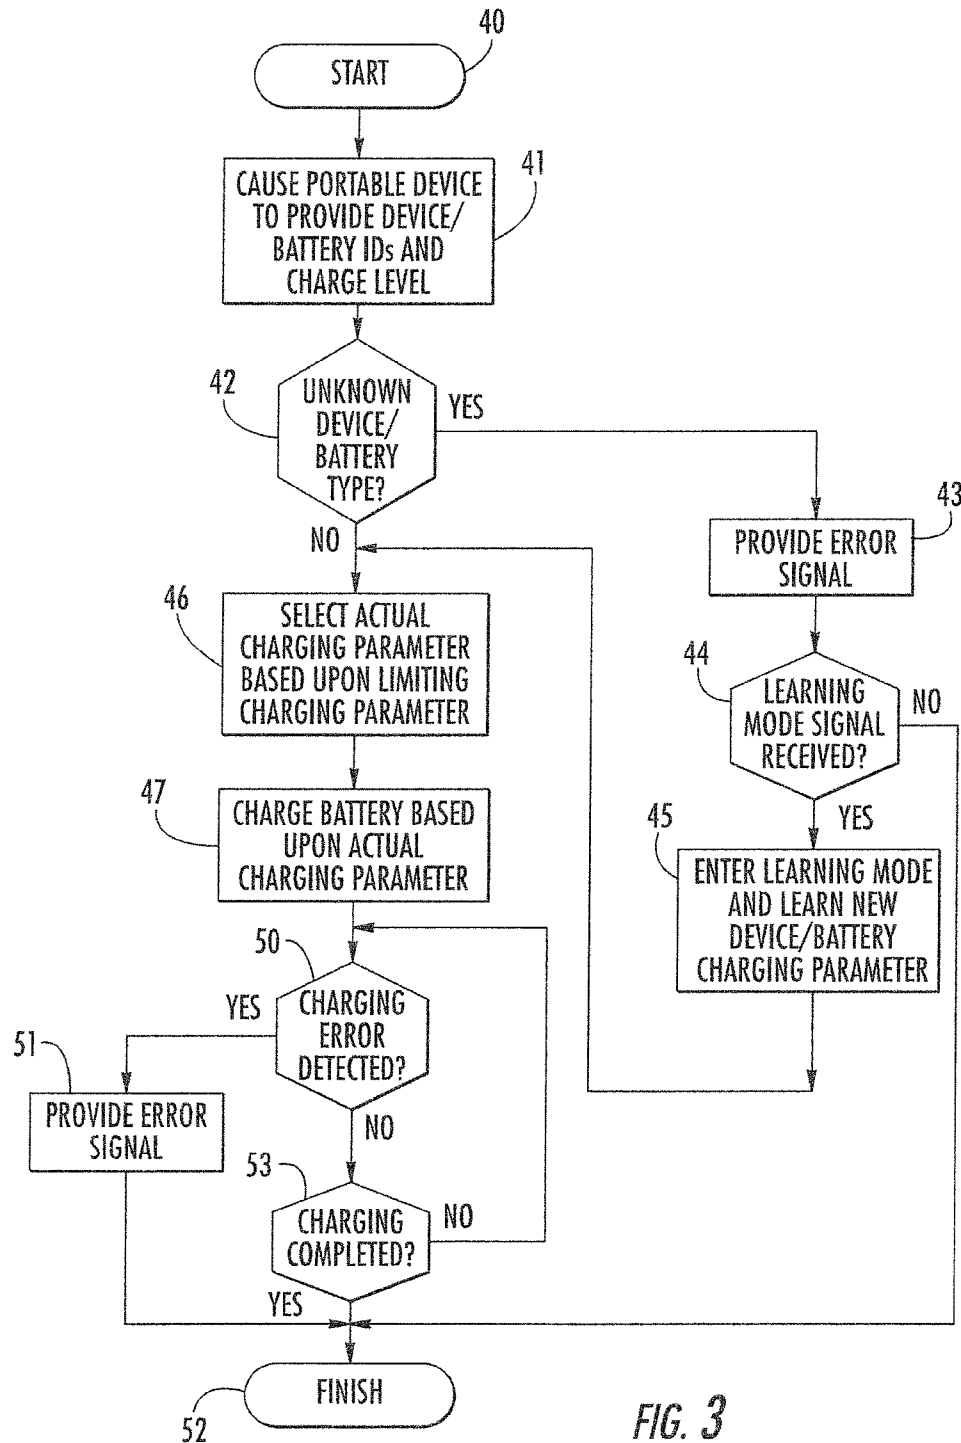 40
START
41
CAUSE PORTABLE DEVICE
TO PROVIDE DEVICE/
BATTERY IDs AND
CHARGE LEVEL
42
UNKNOWN
DEVICE/
BATTERY
TYPE?
YES
NO
43
PROVIDE ERROR
SIGNAL
44
LEARNING
MODE SIGNAL
RECEIVED?
NO
YES
45
ENTER LEARNING MODE
AND LEARN NEW
DEVICE/BATTERY
CHARGING PARAMETER
46
SELECT ACTUAL
CHARGING PARAMETER
BASED UPON LIMITING
CHARGING PARAMETER
47
CHARGE BATTERY BASED
UPON ACTUAL
CHARGING PARAMETER
50
CHARGING
ERROR
DETECTED?
YES
NO
51
PROVIDE ERROR
SIGNAL
53
CHARGING
COMPLETED?
NO
YES
FINISH
52
FIG. 3